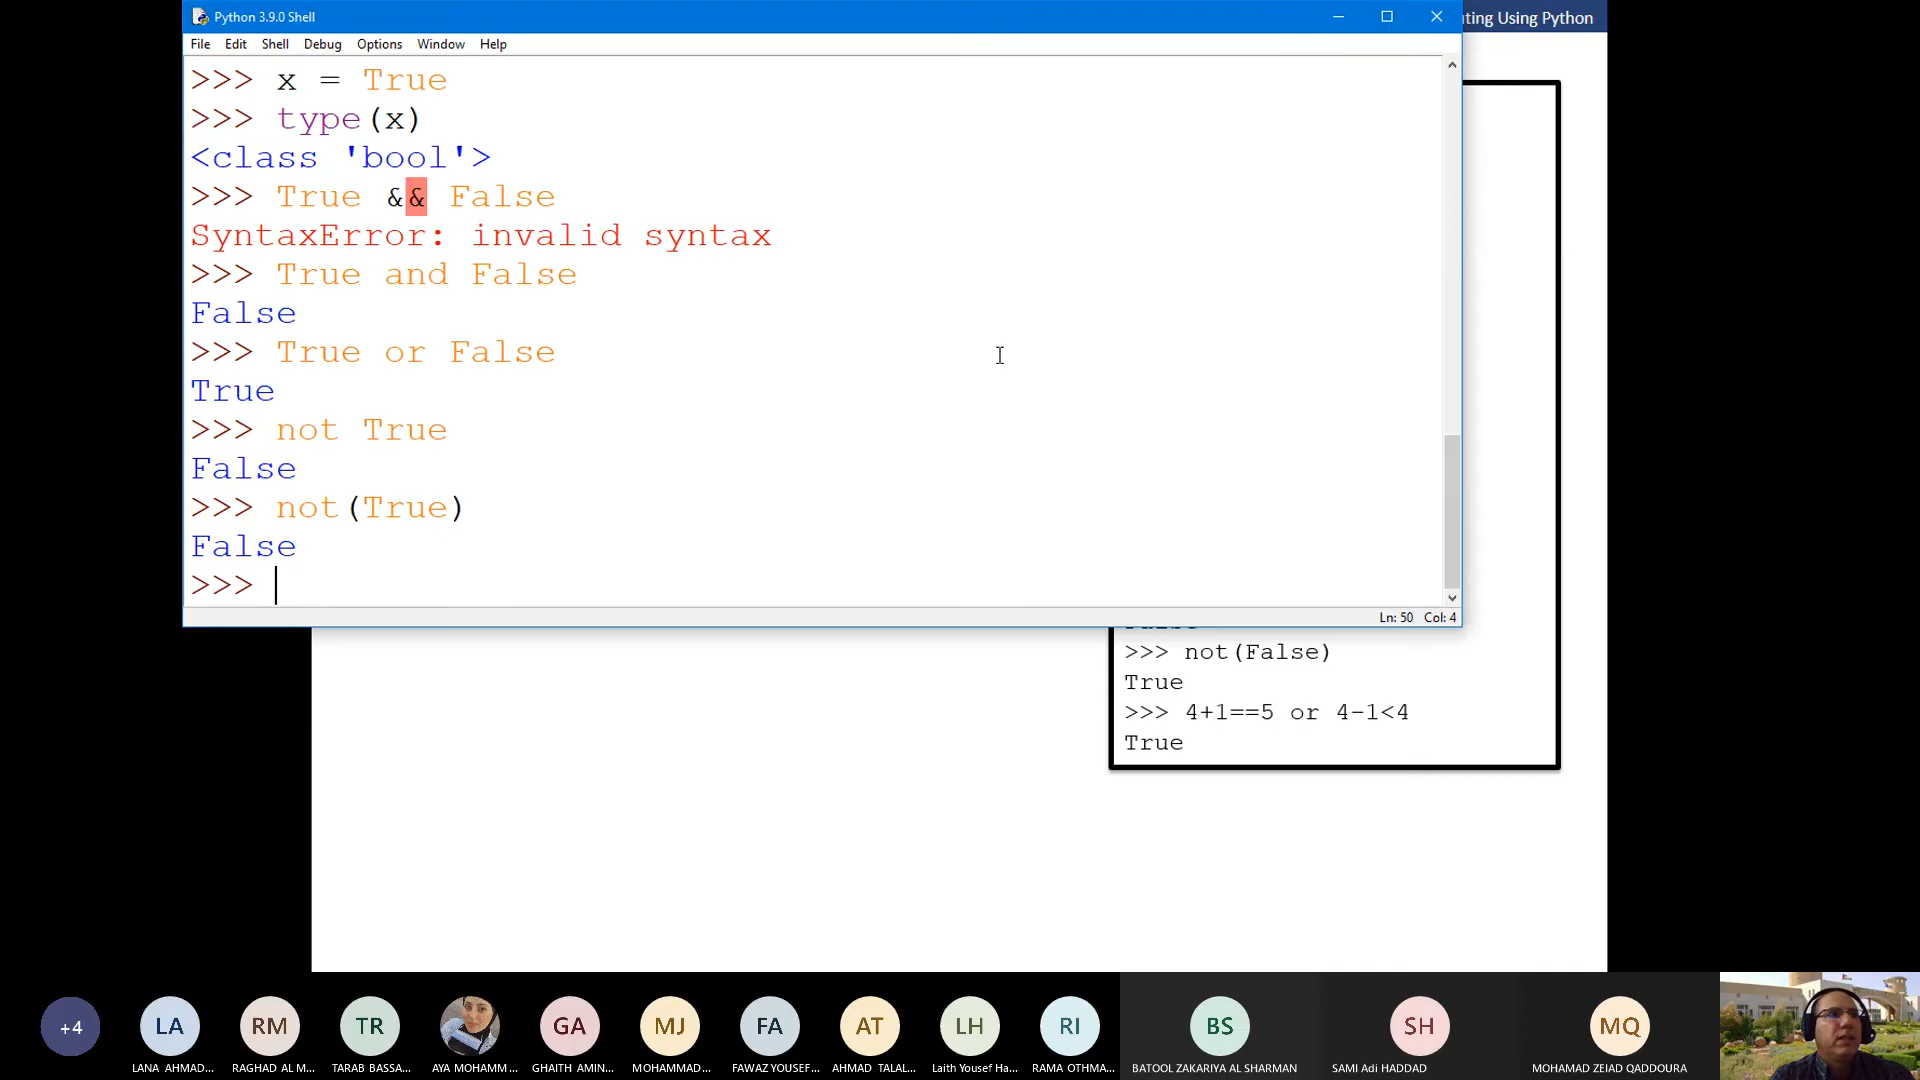 Python 3.9.0 Shell
ting Using Python
File Edit Shell Debug Options Window Help
>>> x = True
>>> type(x)
<class 'bool'>
>>> True && False
SyntaxError: invalid syntax
>>> True and False
False
>>> True or False
True
>>> not True
False
>>> not(True)
False
>>>
Ln: 50 Col: 4
>>> not(False)
True
>>> 4+1==5 or 4-1<4
True
+4
LA
RM
TR
GA
MJ
FA
AT
LH
RI
BS
SH
MQ
LANA AHMAD...
RAGHAD AL M...
TARAB BASSA...
AYA MOHAMM...
GHAITH AMIN...
MOHAMMAD...
FAWAZ YOUSEF...
AHMAD TALAL...
Laith Yousef Ha...
RAMA OTHMA...
BATOOL ZAKARIYA AL SHARMAN
SAMI Adi HADDAD
MOHAMAD ZEIAD QADDOURA